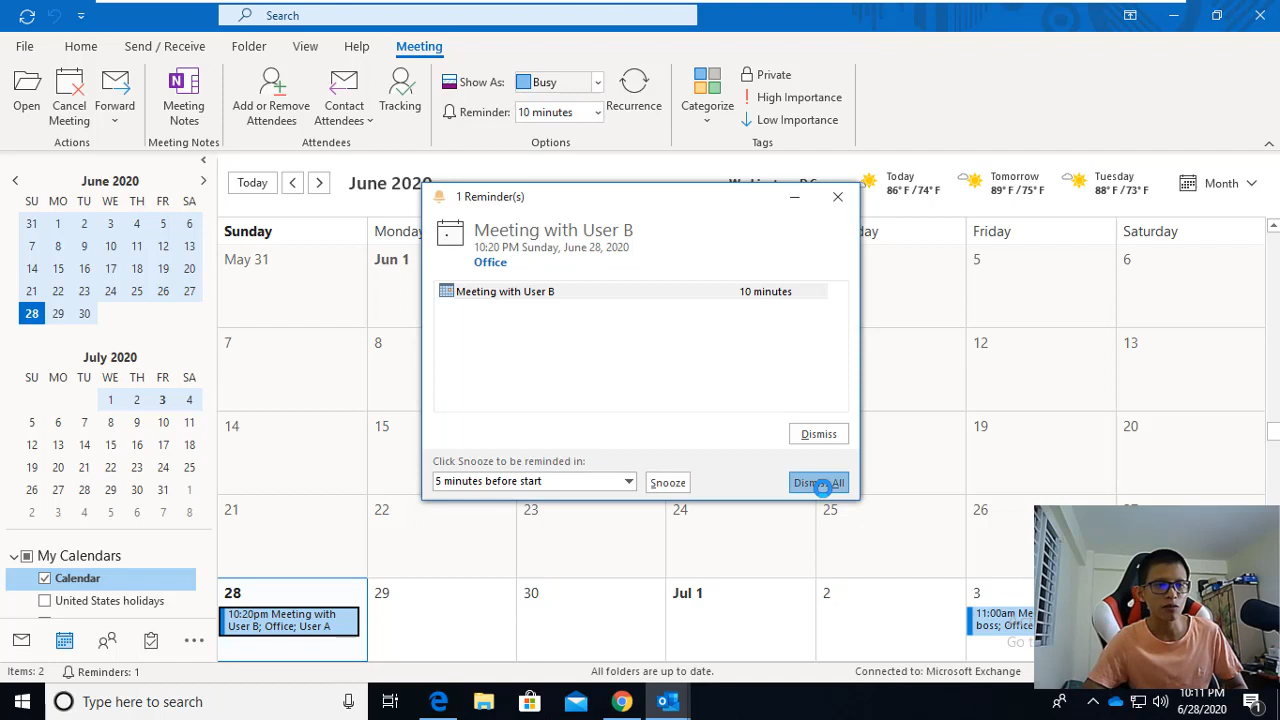 Search
File Home Send / Receive Folder View Help Meeting
Open Cancel Meeting Forward Meeting Notes Add or Remove Attendees Contact Attendees Tracking Show As: Busy Recurrence Categorize Private
Reminder: 10 minutes High Importance
Low Importance
Actions Meeting Notes Attendees Options Tags
June 2020
SU MO TU WE TH FR SA
31 1 2 3 4 5 6
7 8 9 10 11 12 13
14 15 16 17 18 19 20
21 22 23 24 25 26 27
28 29 30
July 2020
SU MO TU WE TH FR SA
1 2 3 4
5 6 7 8 9 10 11
12 13 14 15 16 17 18
19 20 21 22 23 24 25
26 27 28 29 30 31 1
2 3 4 5 6 7 8
My Calendars
Calendar
United States holidays
Today June 2020
Today
86°F/74°F
Tomorrow
89°F/75°F
Tuesday
88°F/73°F
Month
Sunday Friday Saturday
May 31 Jun 1 5 6
7 8 12 13
14 15 19 20
21 22 23 24 25 26 27
28 29 30 Jul 1 2 3
10:20pm Meeting with
User B; Office; User A
11:00am
boss; Office
1 Reminder(s)
Meeting with User B
10:20 PM Sunday, June 28, 2020
Office
Meeting with User B 10 minutes
Dismiss
Click Snooze to be reminded in:
5 minutes before start Snooze Dismiss All
Items: 2 Reminders: 1 All folders are up to date. Connected to: Microsoft Exchange
Type here to search
10:11 PM
6/28/2020
1